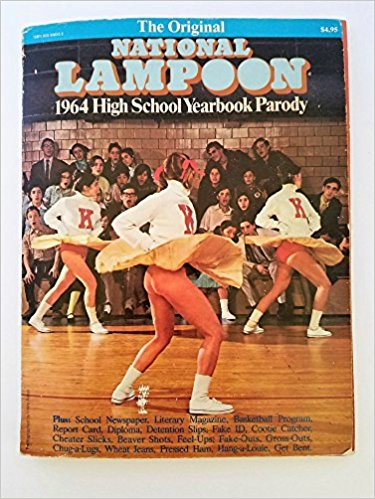 The Original
$4.95
NATIONAL
LAMPOON
1964 High School Yearbook Parody
K
K
K
Plus: School Newspaper, Literary Magazine, Basketball Program,
Report Card, Diploma, Detention Slips, Fake ID, Cootie Catcher,
Cheater Slicks, Beaver Shots, Feel-Ups, Fake-Outs, Gross-Outs,
Chug-a-Lugs, Wheat Jeans, Pressed Ham, Hang-a-Louie, Get Bent.